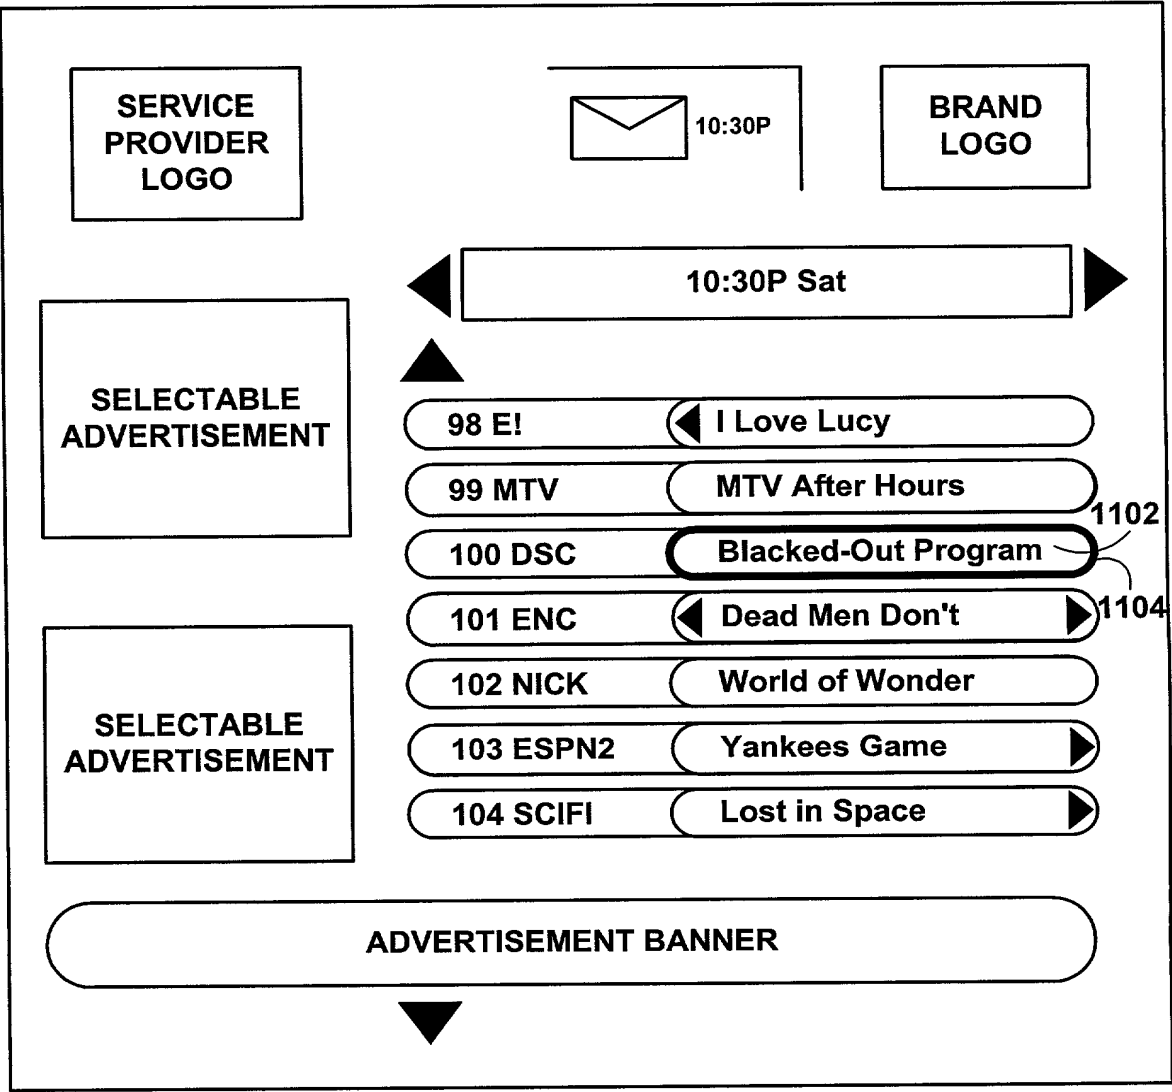 SERVICE
PROVIDER
LOGO
10:30P
BRAND
LOGO
10:30P Sat
SELECTABLE
ADVERTISEMENT
98 E! I Love Lucy
99 MTV MTV After Hours
1102
100 DSC Blacked-Out Program
1104
101 ENC Dead Men Don't
102 NICK World of Wonder
SELECTABLE
ADVERTISEMENT
103 ESPN2 Yankees Game
104 SCIFI Lost in Space
ADVERTISEMENT BANNER